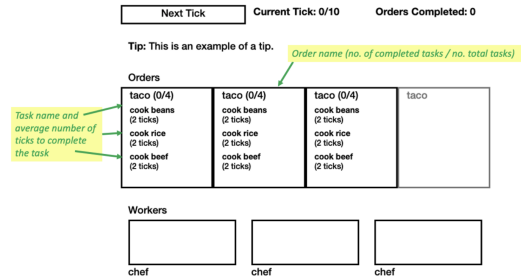 Next Tick
Current Tick: 0/10
Orders Completed: 0
Tip: This is an example of a tip.
Order name (no. of completed tasks / no. total tasks)
Orders
taco (0/4)
cook beans
(2 ticks)
cook rice
(2 ticks)
cook beef
(2 ticks)
taco (0/4)
cook beans
(2 ticks)
cook rice
(2 ticks)
cook beef
(2 ticks)
taco (0/4)
cook beans
(2 ticks)
cook rice
(2 ticks)
cook beef
(2 ticks)
taco
Task name and
average number of
ticks to complete
the task
Workers
chef
chef
chef